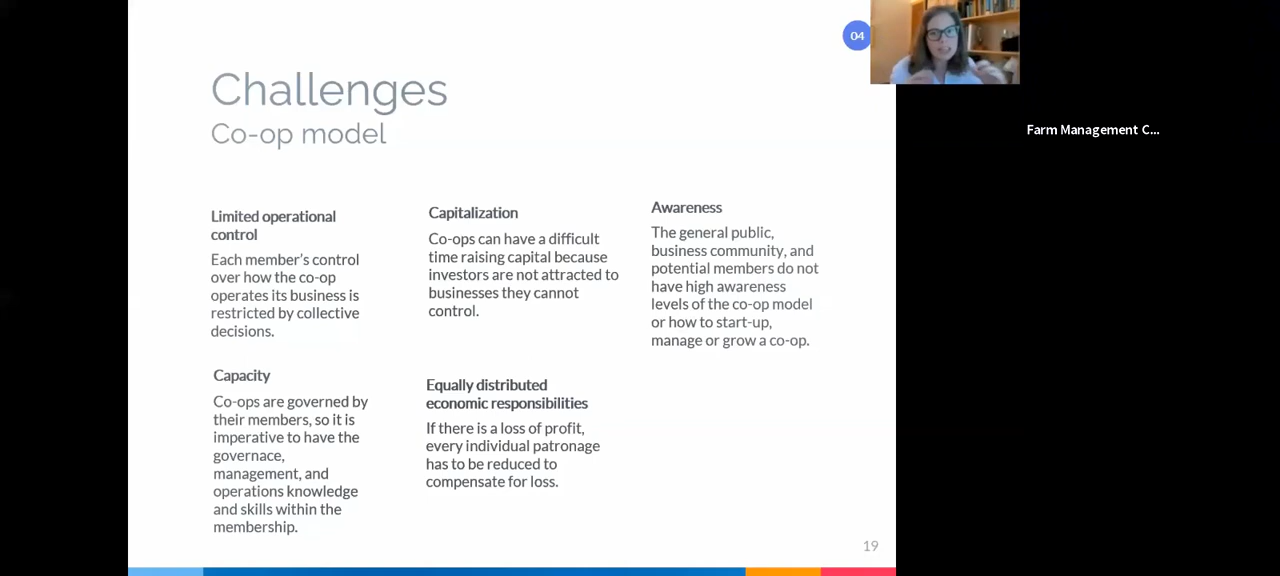 04
Challenges
Co-op model
Farm Management C...
Limited operational
control
Each member's control
over how the co-op
operates its business is
restricted by collective
decisions.
Capitalization
Co-ops can have a difficult
time raising capital because
investors are not attracted to
businesses they cannot
control.
Awareness
The general public,
business community, and
potential members do not
have high awareness
levels of the co-op model
or how to start-up,
manage or grow a co-op.
Capacity
Co-ops are governed by
their members, so it is
imperative to have the
governace,
management, and
operations knowledge
and skills within the
membership.
Equally distributed
economic responsibilities
If there is a loss of profit,
every individual patronage
has to be reduced to
compensate for loss.
19